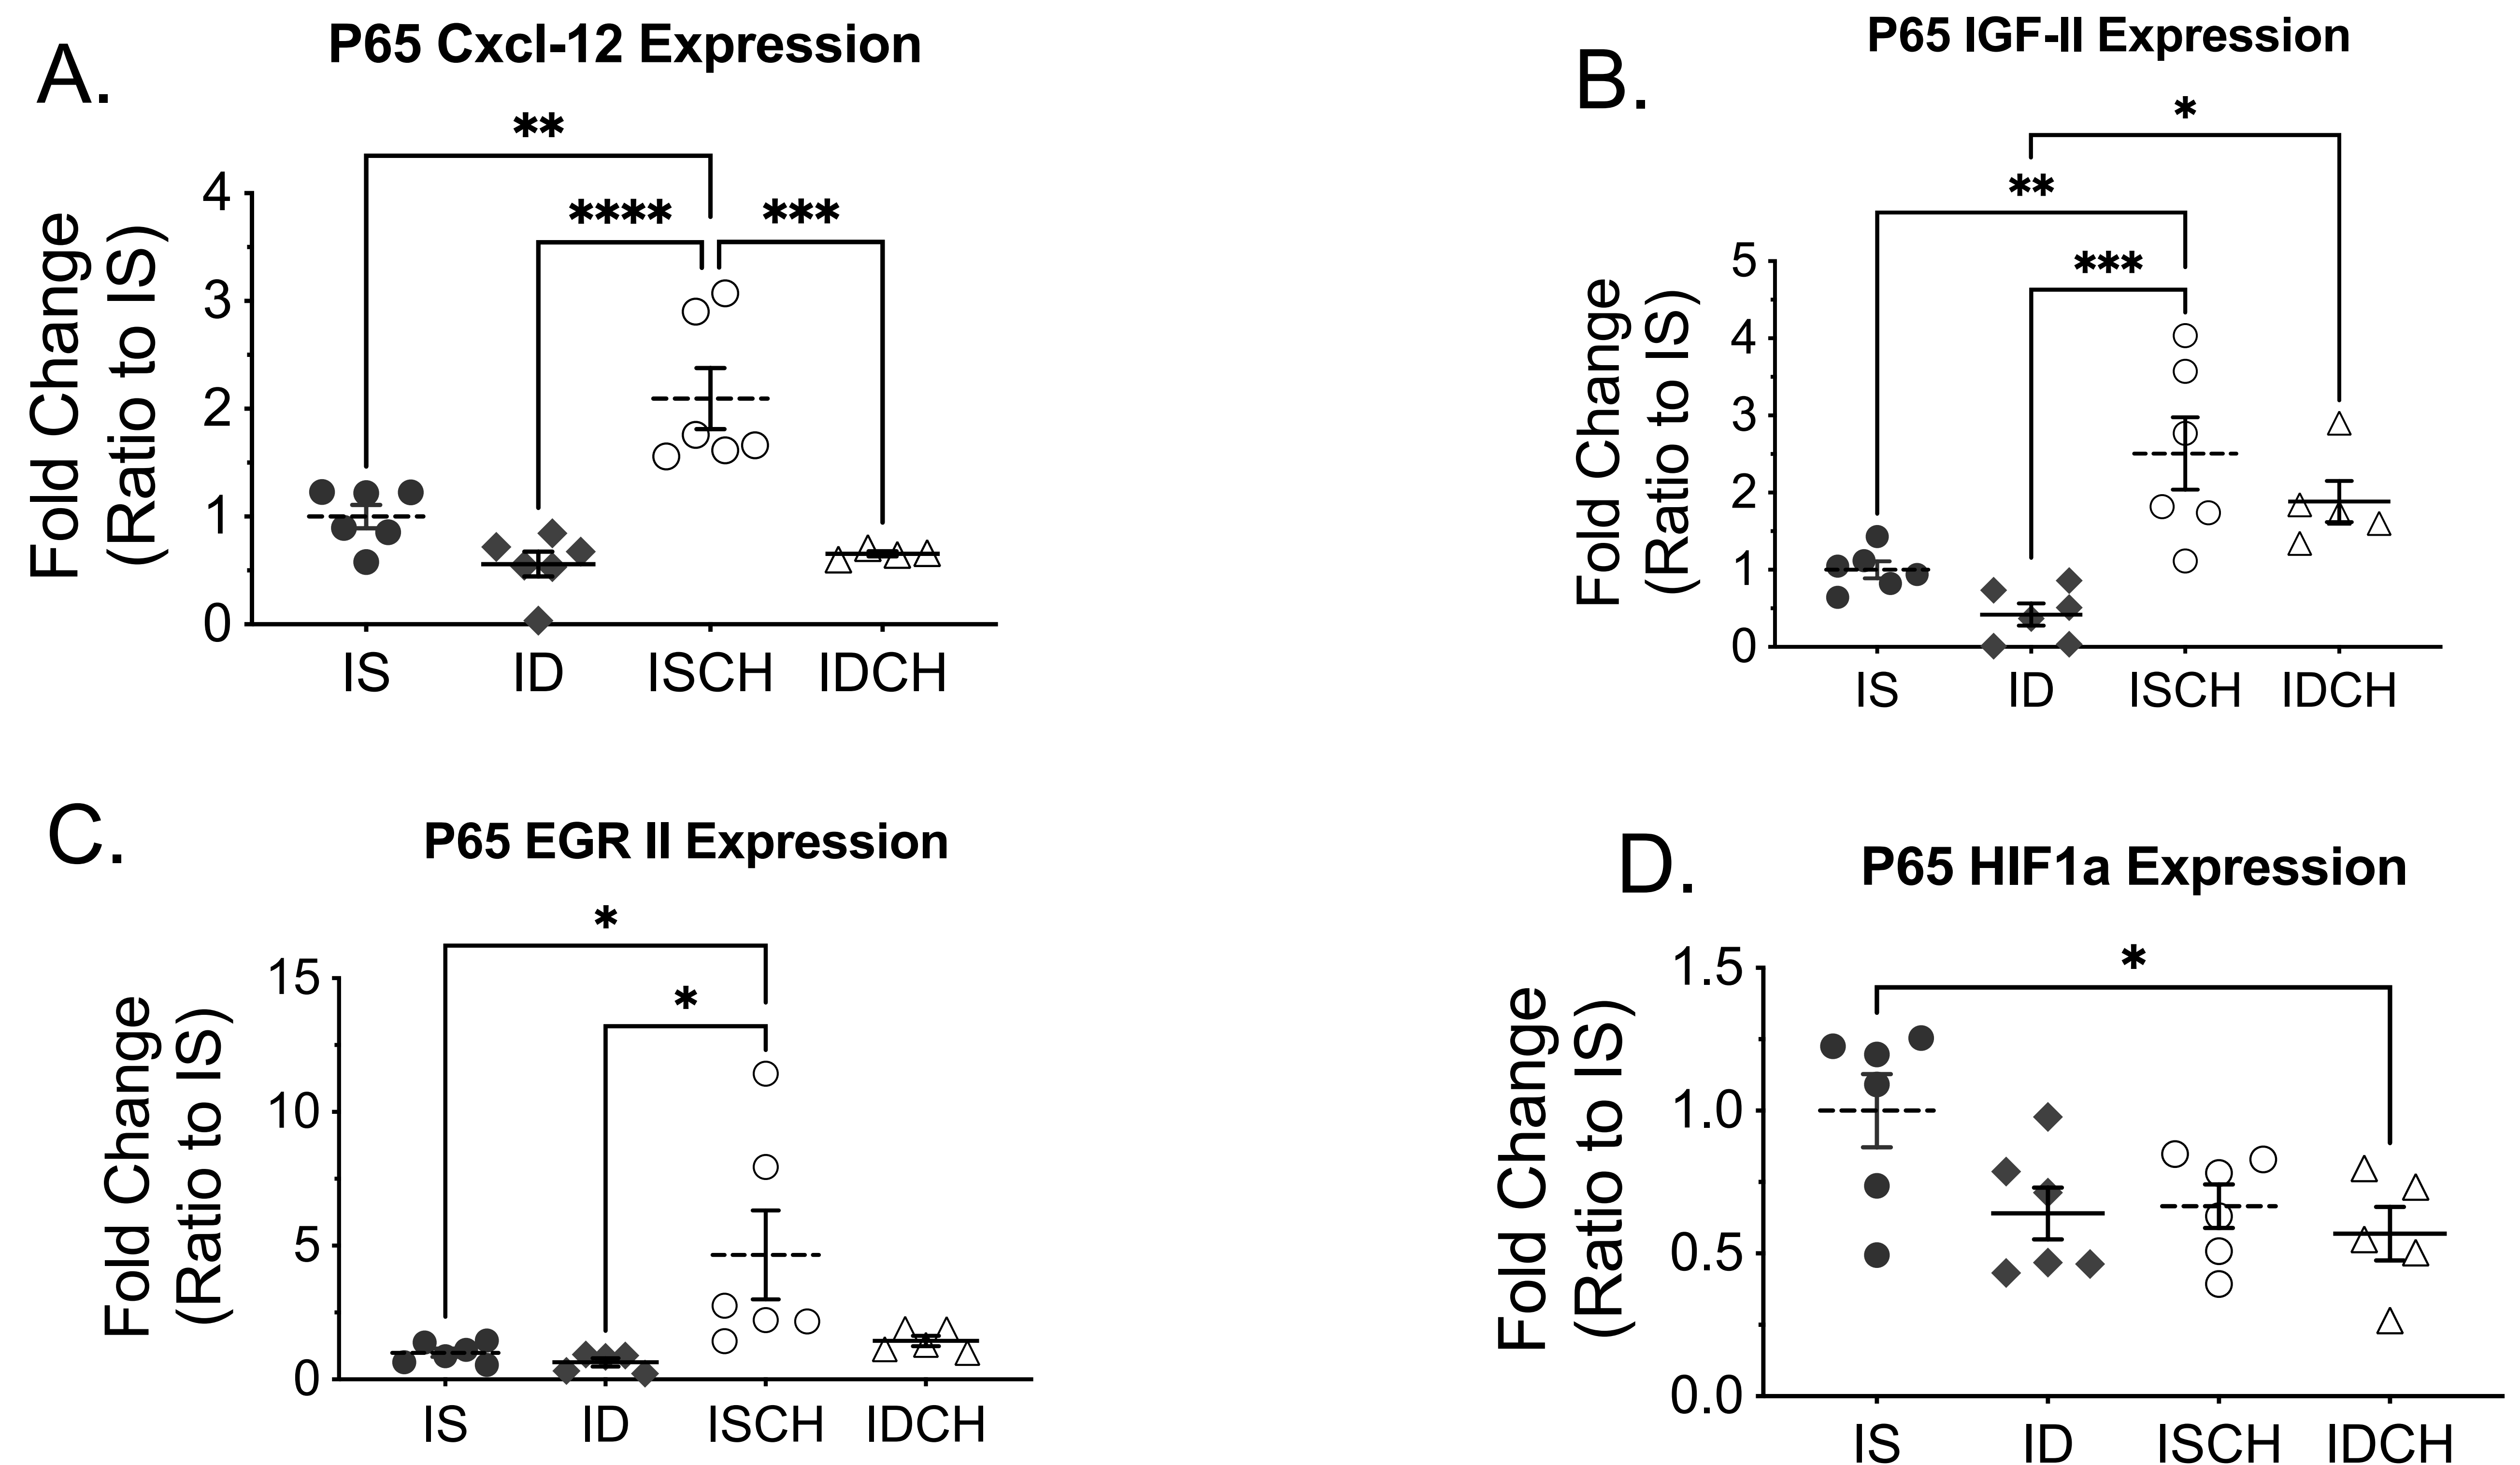 A.
P65 Cxcl-12 Expression
**
****
***
Fold Change
(Ratio to IS)
4
3
2
1
0
IS ID ISCH IDCH
B.
P65 IGF-II Expression
*
**
***
Fold Change
(Ratio to IS)
5
4
3
2
1
0
IS ID ISCH IDCH
C.
P65 EGR II Expression
*
*
Fold Change
(Ratio to IS)
15
10
5
0
IS ID ISCH IDCH
D.
P65 HIF1a Expression
*
Fold Change
(Ratio to IS)
1.5
1.0
0.5
0.0
IS ID ISCH IDCH